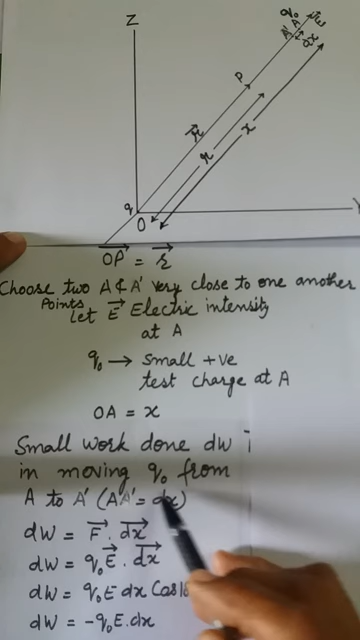 Z
q₀
A
A'
dx
P
r⃗
r
x
q
O
Y
OP⃗ = r⃗
Choose two A & A' very close to one another
Points
Let E⃗ Electric intensity
at A
q₀ → Small +ve
test charge at A
OA = x
Small work done dw
in moving q₀ from
A to A' (AA' = dx)
dw = F⃗ . dx⃗
dw = q₀E⃗ . dx⃗
dw = q₀E dx Cos18
dw = -q₀E.dx